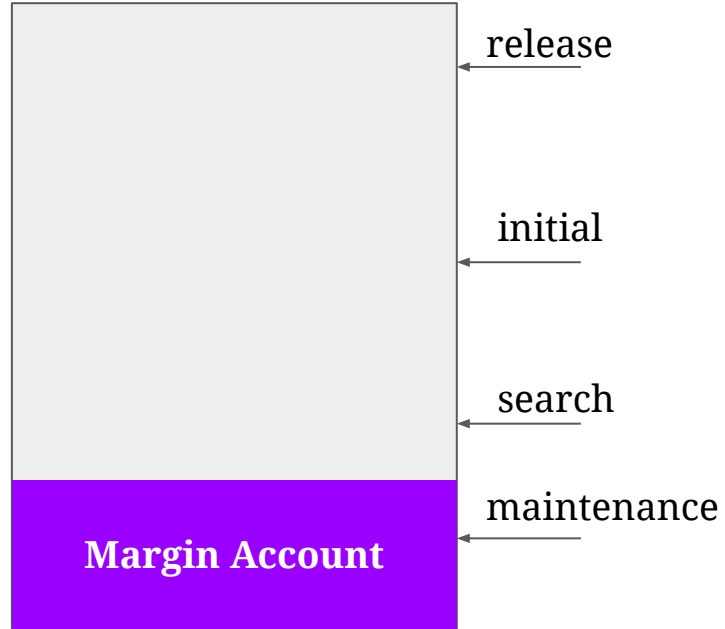 release
initial
search
maintenance
Margin Account